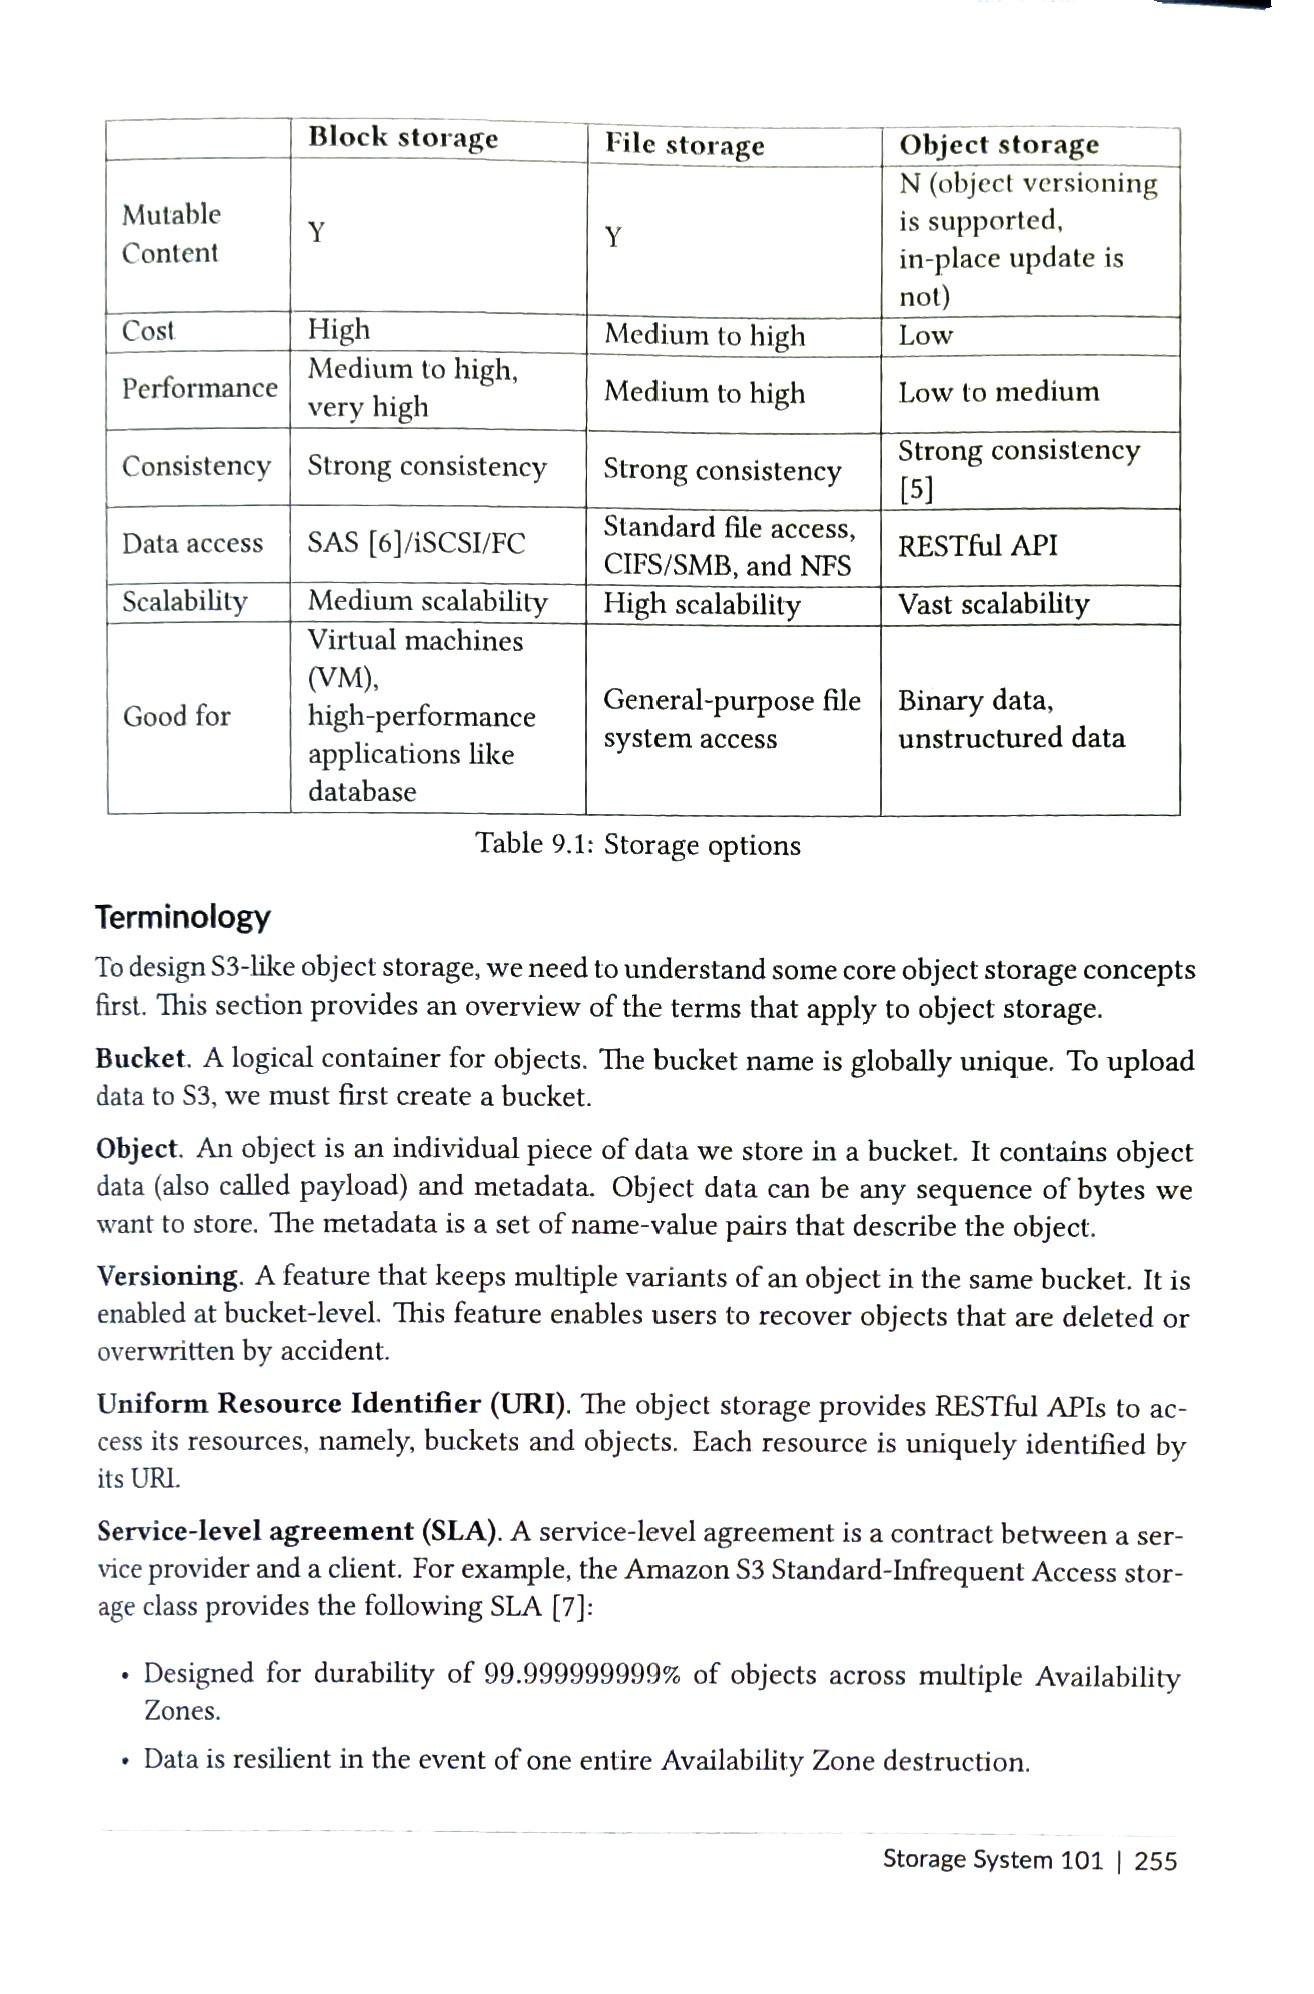 Block storage File storage Object storage
Mutable Content Y Y N (object versioning is supported, in-place update is not)
Cost High Medium to high Low
Performance Medium to high, very high Medium to high Low to medium
Consistency Strong consistency Strong consistency Strong consistency [5]
Data access SAS [6]/iSCSI/FC Standard file access, CIFS/SMB, and NFS RESTful API
Scalability Medium scalability High scalability Vast scalability
Good for Virtual machines (VM), high-performance applications like database General-purpose file system access Binary data, unstructured data
Table 9.1: Storage options
Terminology
To design S3-like object storage, we need to understand some core object storage concepts
first. This section provides an overview of the terms that apply to object storage.
Bucket. A logical container for objects. The bucket name is globally unique. To upload
data to S3, we must first create a bucket.
Object. An object is an individual piece of data we store in a bucket. It contains object
data (also called payload) and metadata. Object data can be any sequence of bytes we
want to store. The metadata is a set of name-value pairs that describe the object.
Versioning. A feature that keeps multiple variants of an object in the same bucket. It is
enabled at bucket-level. This feature enables users to recover objects that are deleted or
overwritten by accident.
Uniform Resource Identifier (URI). The object storage provides RESTful APIs to ac-
cess its resources, namely, buckets and objects. Each resource is uniquely identified by
its URI.
Service-level agreement (SLA). A service-level agreement is a contract between a ser-
vice provider and a client. For example, the Amazon S3 Standard-Infrequent Access stor-
age class provides the following SLA [7]:
• Designed for durability of 99.999999999% of objects across multiple Availability
Zones.
• Data is resilient in the event of one entire Availability Zone destruction.
Storage System 101 | 255